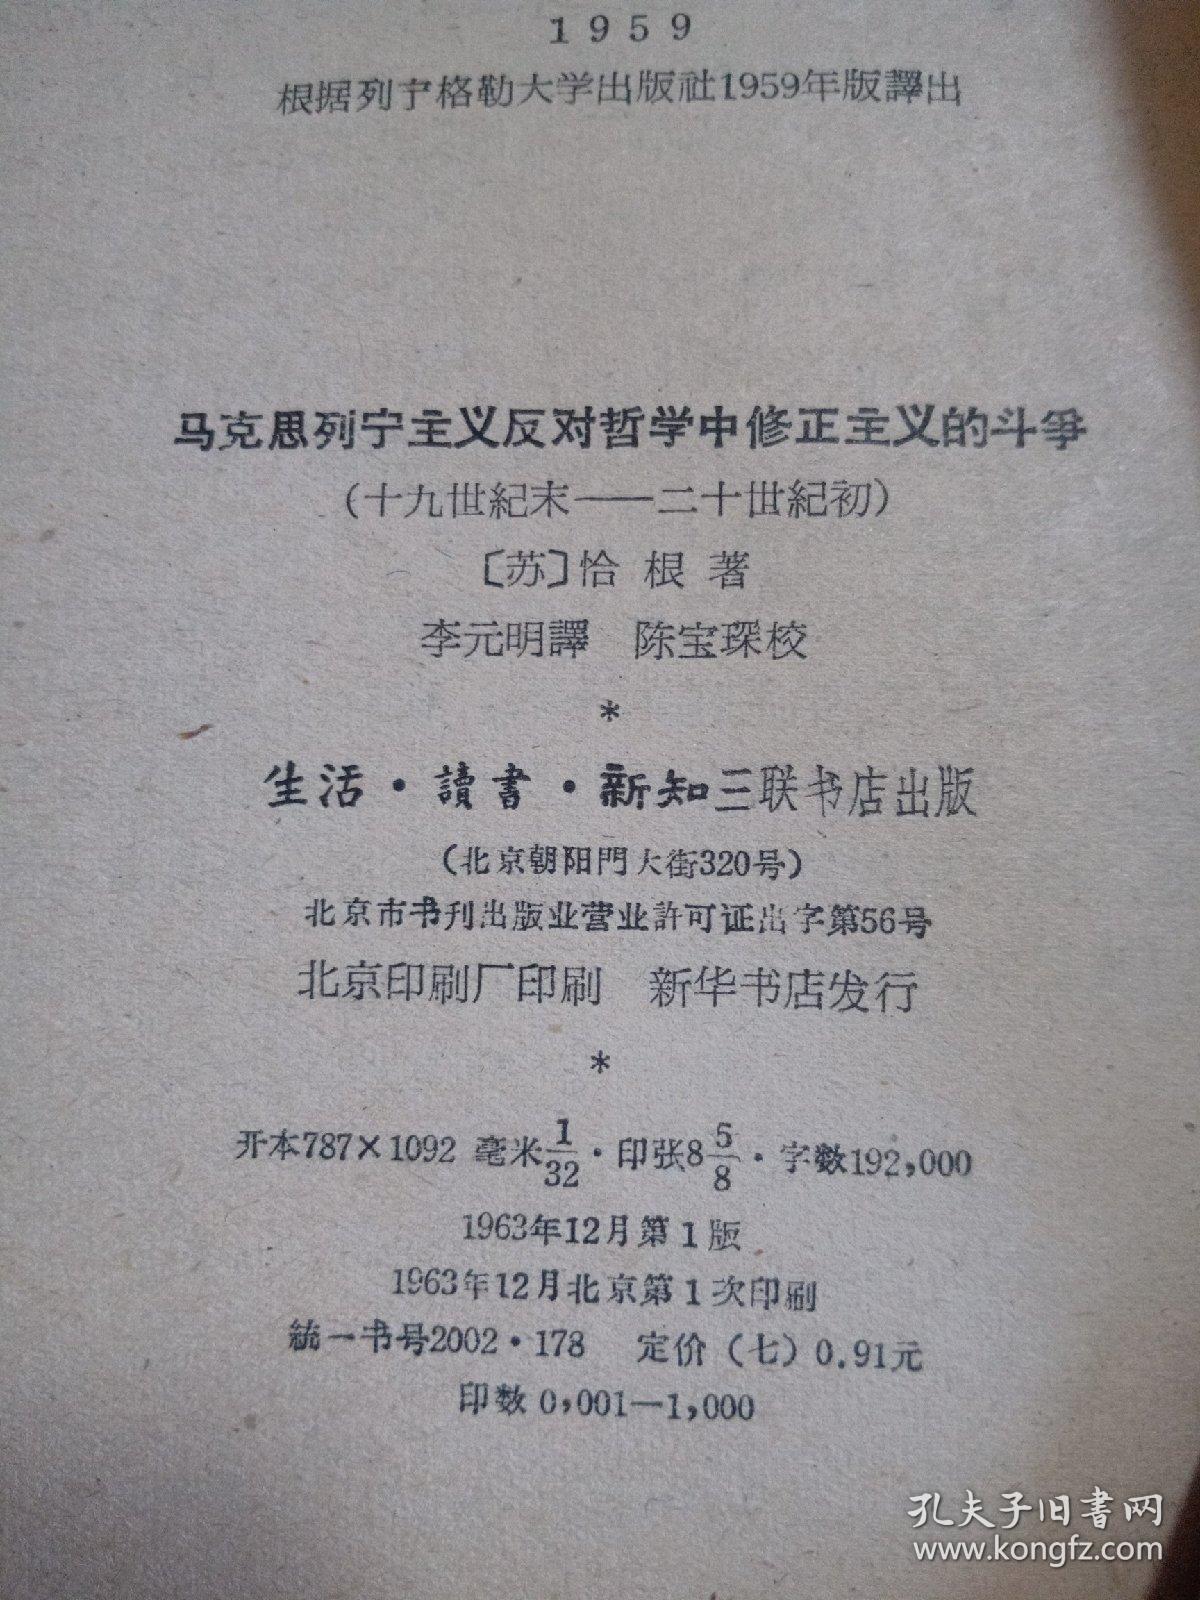 1959
根据列宁格勒大学出版社1959年版譯出
马克思列宁主义反对哲学中修正主义的斗爭
(十九世紀末——二十世紀初)
〔苏〕恰根著
李元明譯 陈宝琛校
*
生活·讀書·新知三联书店出版
(北京朝阳門大街320号)
北京市书刊出版业营业許可证出字第56号
北京印刷厂印刷 新华书店发行
*
开本787×1092 毫米1/32·印张8 5/8·字数192,000
1963年12月第1版
1963年12月北京第1次印刷
統一书号2002·178 定价(七)0.91元
印数 0,001—1,000
孔夫子旧書网
www.kongfz.com